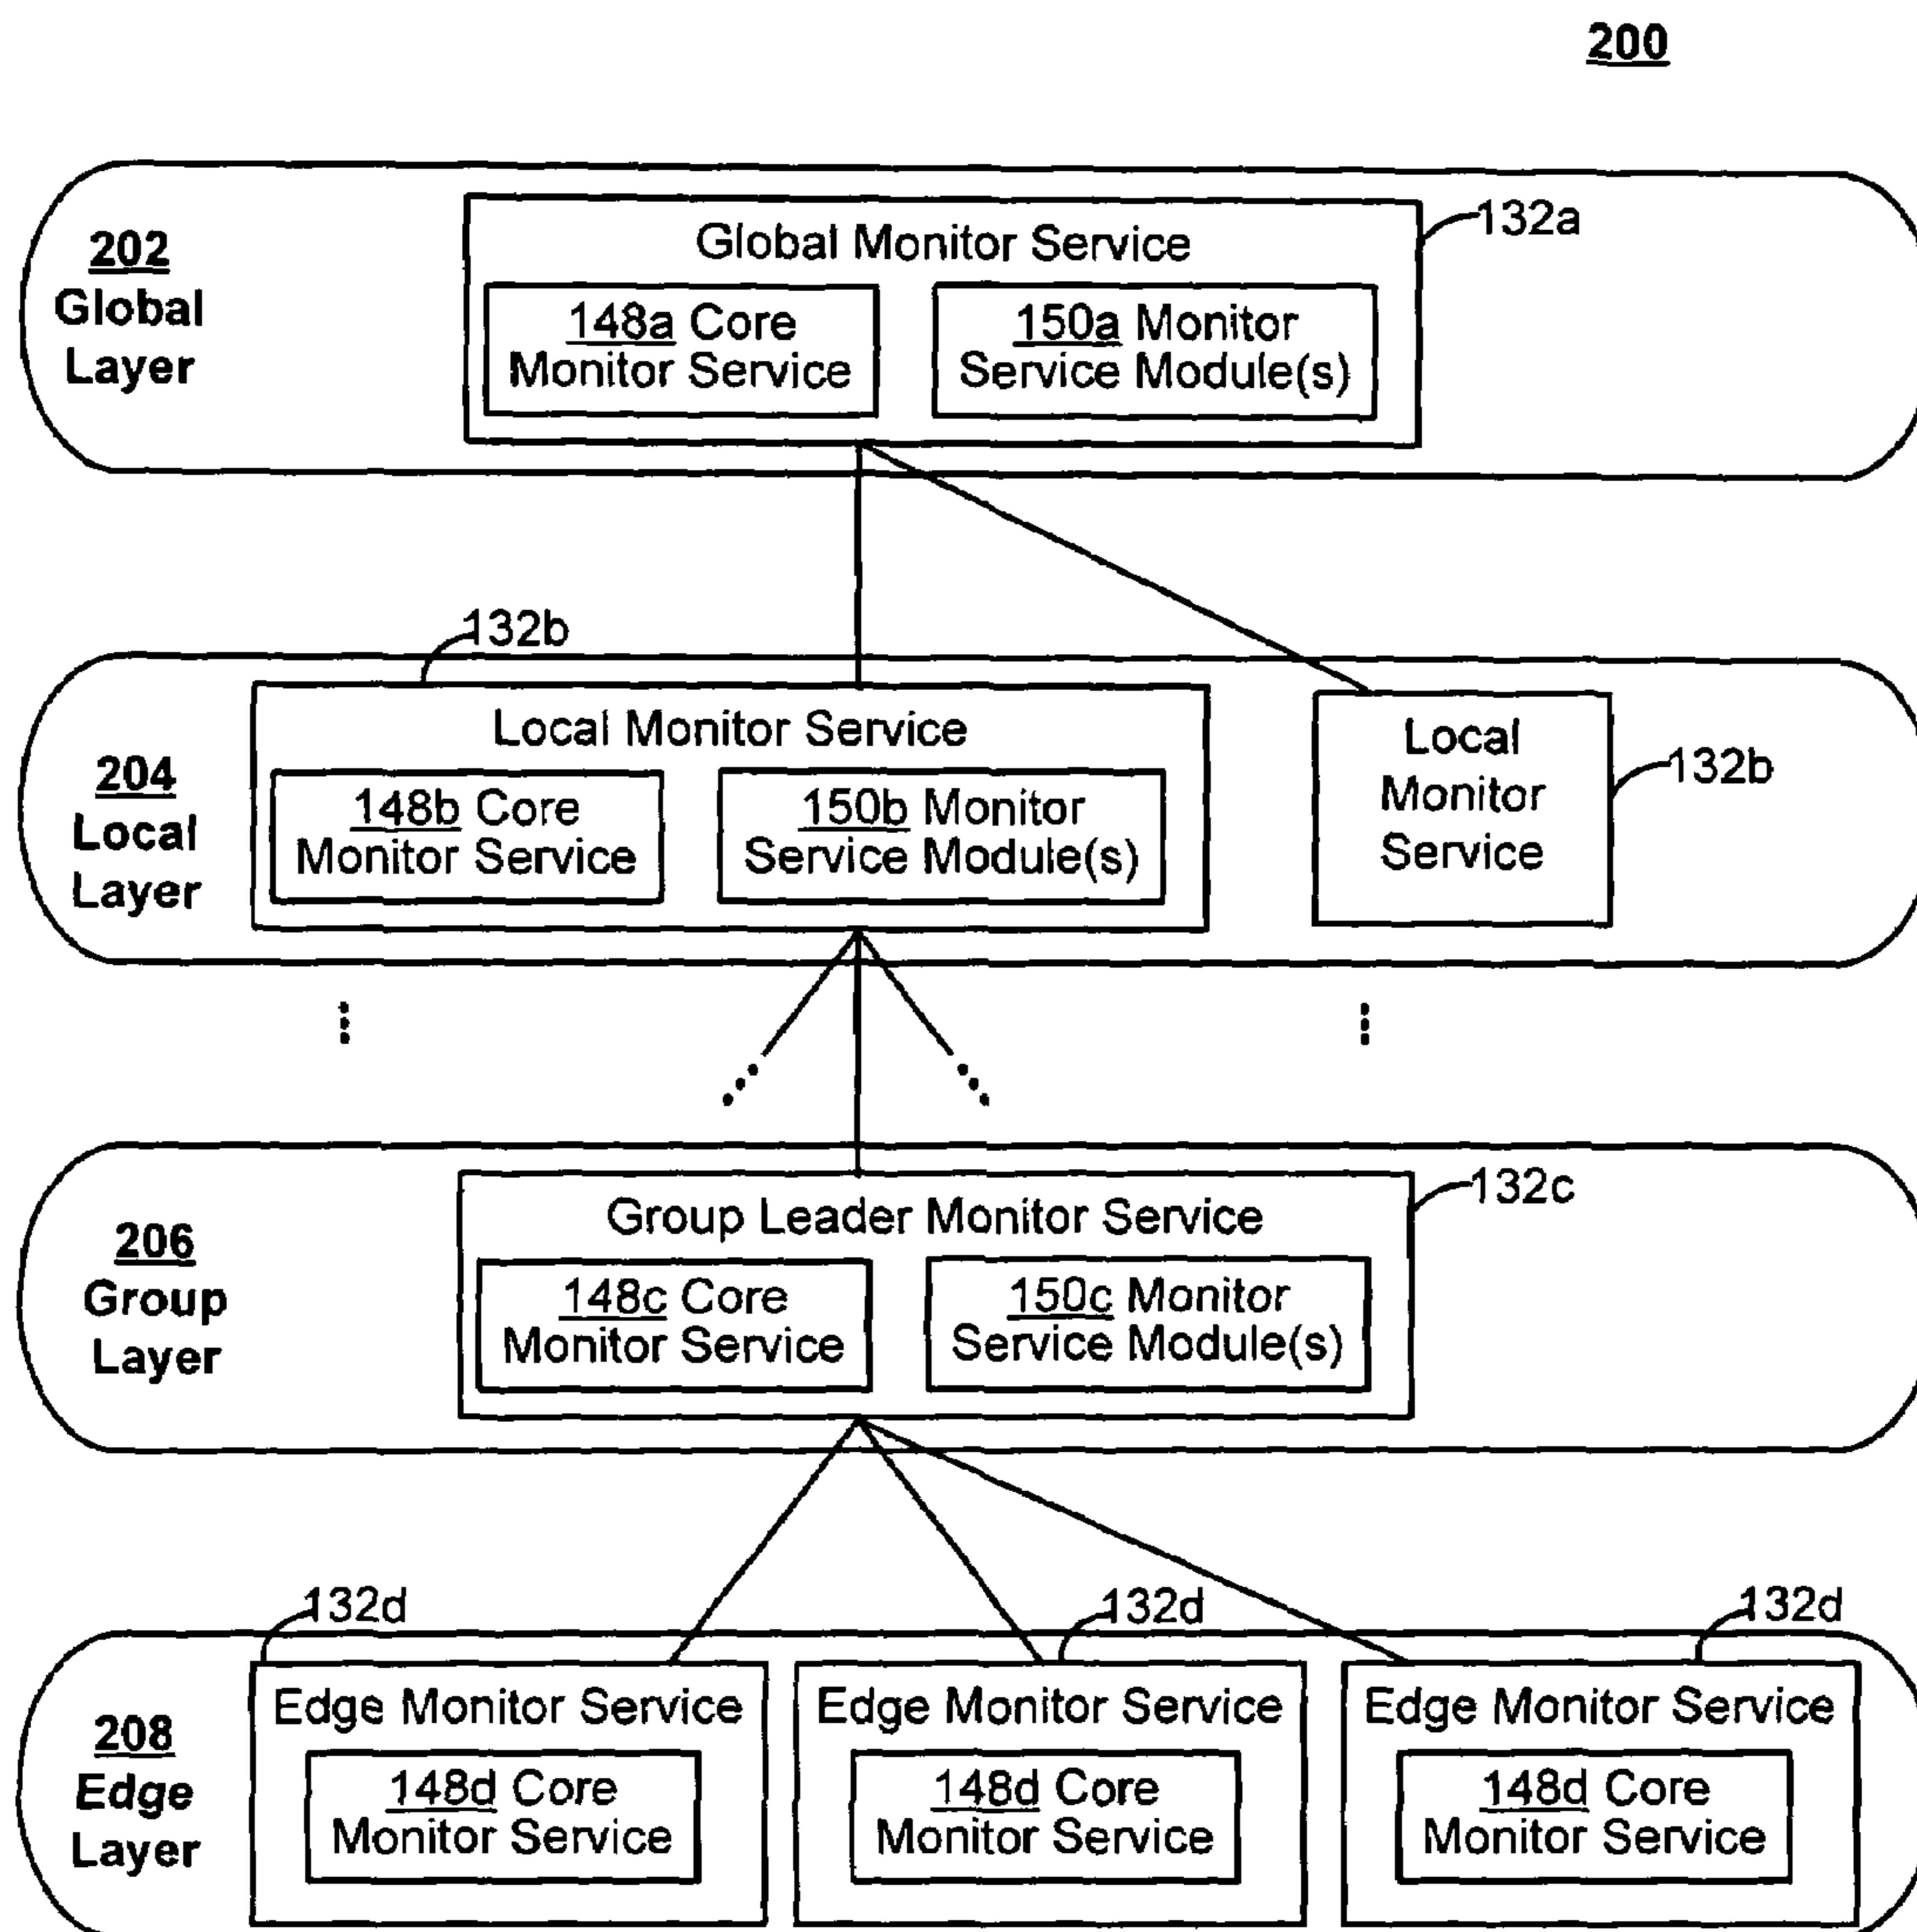 200
132a
202
Global
Layer
Global Monitor Service
148a Core
Monitor Service
150a Monitor
Service Module(s)
132b
204
Local
Layer
Local Monitor Service
148b Core
Monitor Service
150b Monitor
Service Module(s)
Local
Monitor
Service
132b
132c
206
Group
Layer
Group Leader Monitor Service
148c Core
Monitor Service
150c Monitor
Service Module(s)
132d
132d
132d
208
Edge
Layer
Edge Monitor Service
148d Core
Monitor Service
Edge Monitor Service
148d Core
Monitor Service
Edge Monitor Service
148d Core
Monitor Service